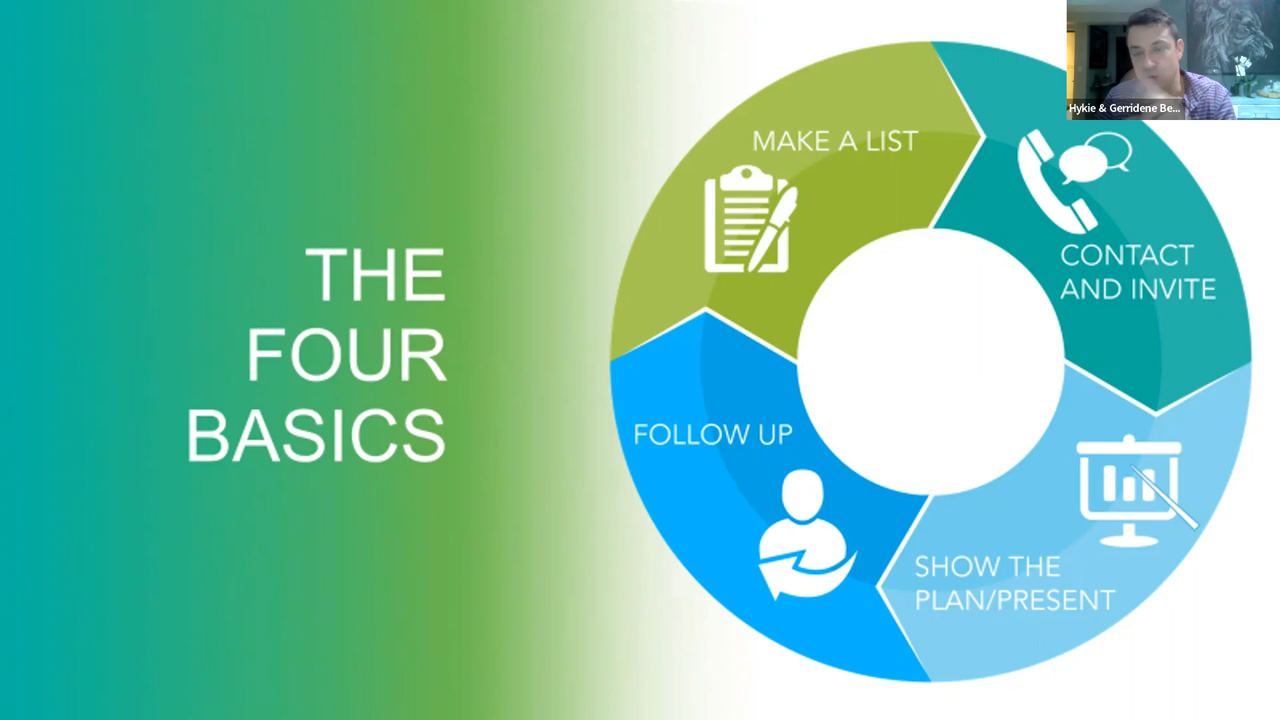 THE
FOUR
BASICS
MAKE A LIST
CONTACT
AND INVITE
SHOW THE
PLAN/PRESENT
FOLLOW UP
Hykie & Gerridene Be...